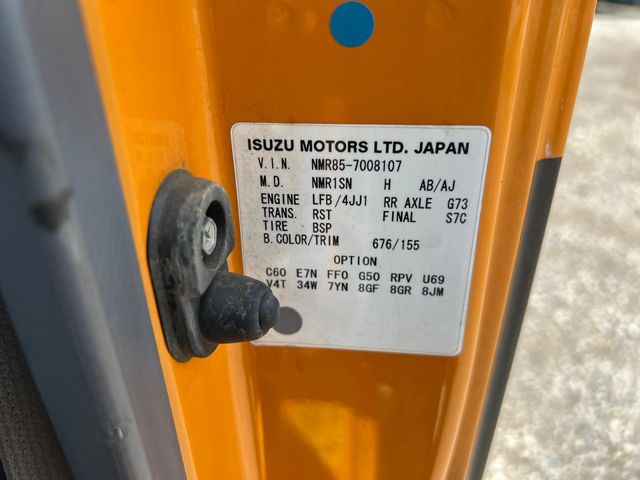 ISUZU MOTORS LTD. JAPAN
V.I.N. NMR85-7008107
M.D. NMR1SN H AB/AJ
ENGINE LFB/4JJ1 RR AXLE G73
TRANS. RST FINAL S7C
TIRE BSP
B.COLOR/TRIM 676/155
OPTION
C60 E7N FF0 G50 RPV U69
V4T 34W 7YN 8GF 8GR 8JM